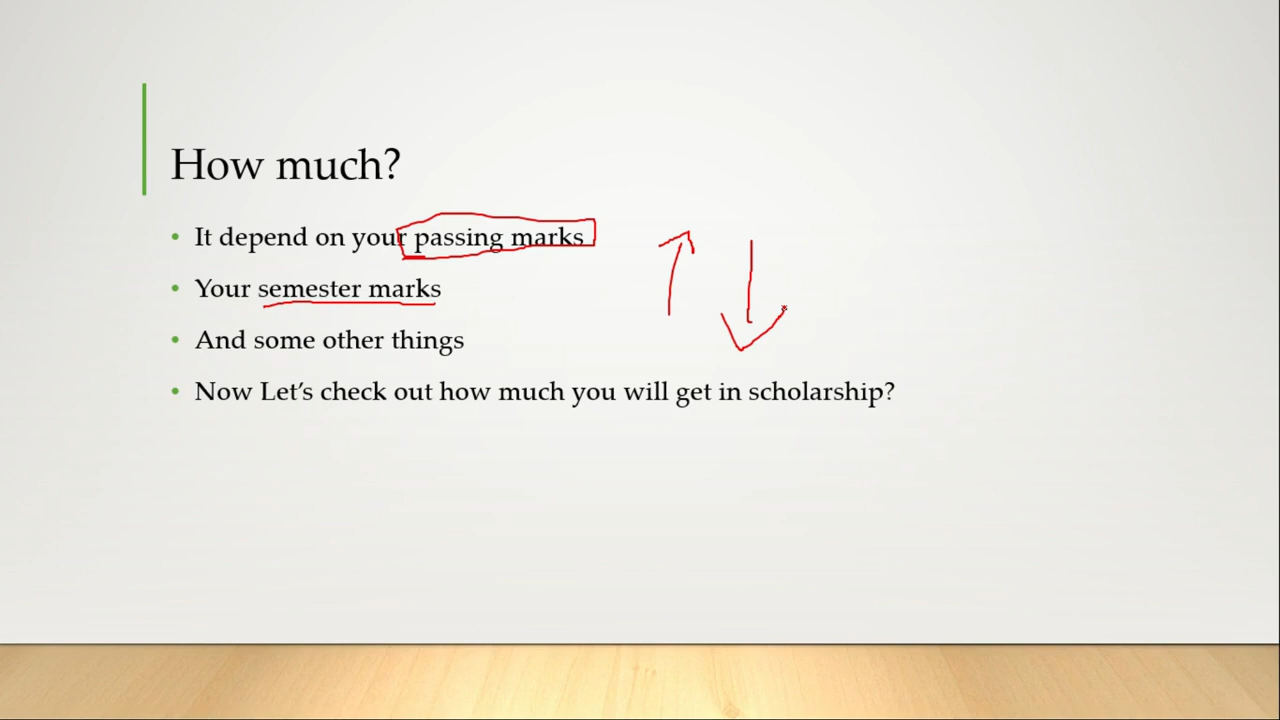 How much?
• It depend on your passing marks
• Your semester marks
• And some other things
• Now Let's check out how much you will get in scholarship?